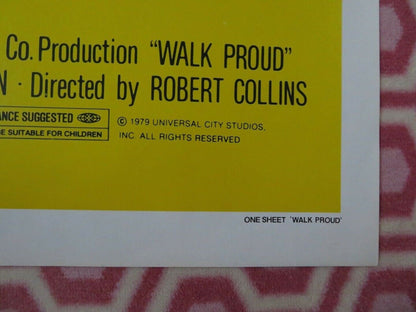 Co. Production "WALK PROUD"
N · Directed by ROBERT COLLINS
ANCE SUGGESTED
E SUITABLE FOR CHILDREN
© 1979 UNIVERSAL CITY STUDIOS,
INC. ALL RIGHTS RESERVED
ONE SHEET 'WALK PROUD'